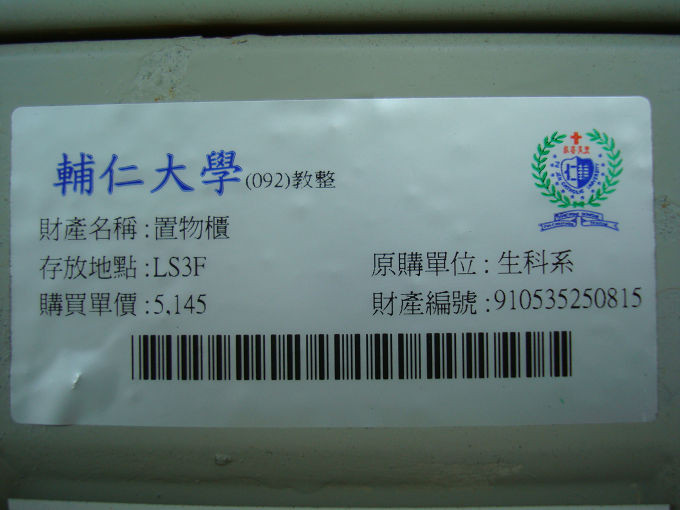 輔仁大學(092)教整
財產名稱:置物櫃
存放地點:LS3F
原購單位:生科系
購買單價:5,145
財產編號:910535250815